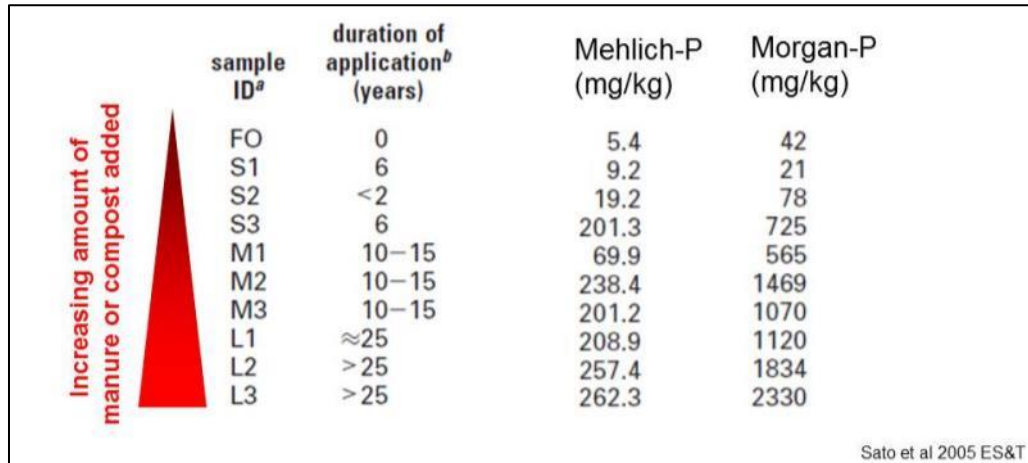 Increasing amount of
manure or compost added
sample
IDa
duration of
applicationb
(years)
Mehlich-P
(mg/kg)
Morgan-P
(mg/kg)
FO 0 5.4 42
S1 6 9.2 21
S2 <2 19.2 78
S3 6 201.3 725
M1 10–15 69.9 565
M2 10–15 238.4 1469
M3 10–15 201.2 1070
L1 ≈25 208.9 1120
L2 >25 257.4 1834
L3 >25 262.3 2330
Sato et al 2005 ES&T